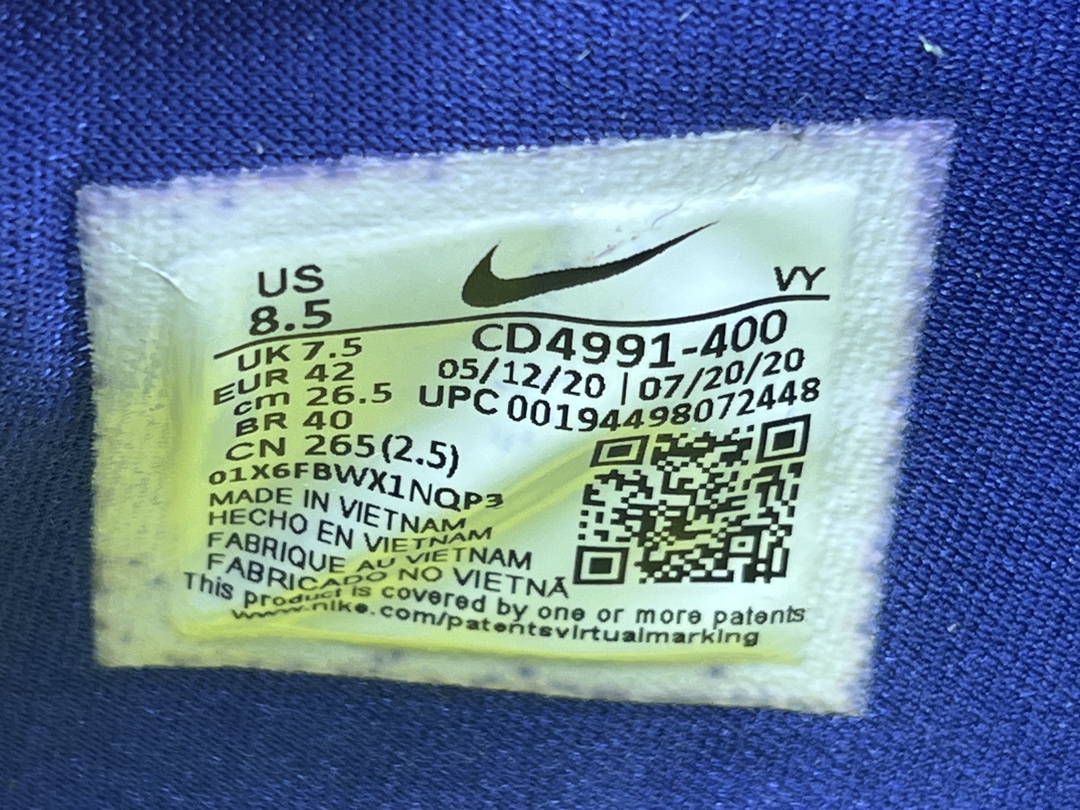 US
8.5
VY
UK 7.5
EUR 42
cm 26.5
BR 40
CN 265(2.5)
CD4991-400
05/12/20 | 07/20/20
UPC 00194498072448
01X6FBWX1NQP3
MADE IN VIETNAM
HECHO EN VIETNAM
FABRIQUE AU VIETNAM
FABRICADO NO VIETNÃ
This product is covered by one or more patents
www.nike.com/patentsvirtualmarking